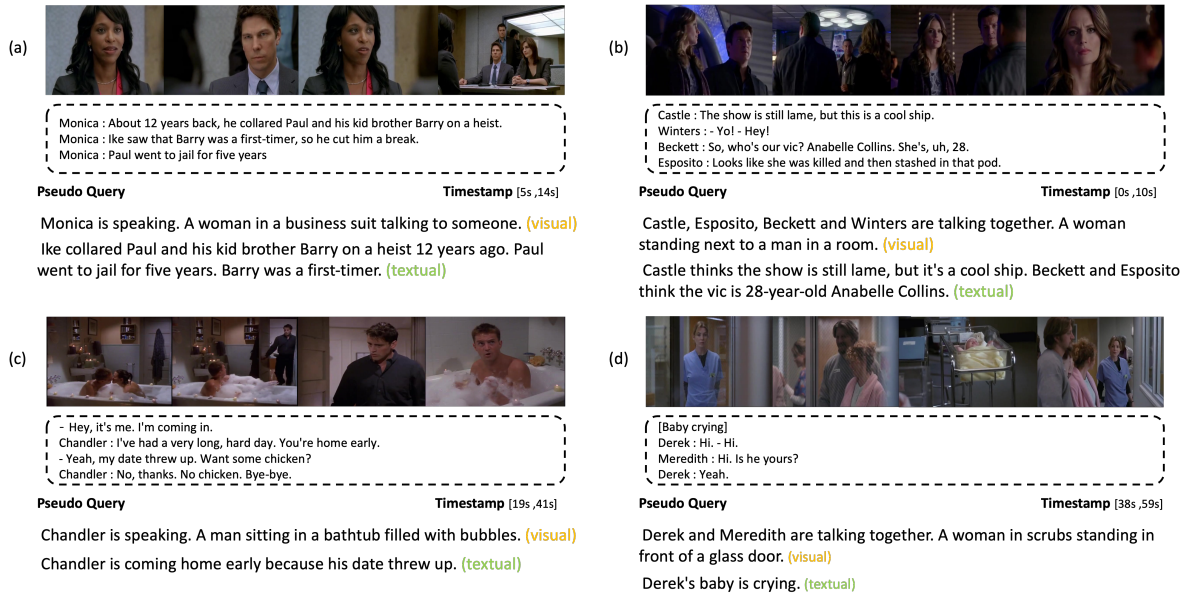 (a)
Monica : About 12 years back, he collared Paul and his kid brother Barry on a heist.
Monica : Ike saw that Barry was a first-timer, so he cut him a break.
Monica : Paul went to jail for five years
Pseudo Query Timestamp [5s ,14s]
Monica is speaking. A woman in a business suit talking to someone. (visual)
Ike collared Paul and his kid brother Barry on a heist 12 years ago. Paul
went to jail for five years. Barry was a first-timer. (textual)
(b)
Castle : The show is still lame, but this is a cool ship.
Winters : - Yo! - Hey!
Beckett : So, who's our vic? Anabelle Collins. She's, uh, 28.
Esposito : Looks like she was killed and then stashed in that pod.
Pseudo Query Timestamp [0s ,10s]
Castle, Esposito, Beckett and Winters are talking together. A woman
standing next to a man in a room. (visual)
Castle thinks the show is still lame, but it's a cool ship. Beckett and Esposito
think the vic is 28-year-old Anabelle Collins. (textual)
(c)
- Hey, it's me. I'm coming in.
Chandler : I've had a very long, hard day. You're home early.
- Yeah, my date threw up. Want some chicken?
Chandler : No, thanks. No chicken. Bye-bye.
Pseudo Query Timestamp [19s ,41s]
Chandler is speaking. A man sitting in a bathtub filled with bubbles. (visual)
Chandler is coming home early because his date threw up. (textual)
(d)
[Baby crying]
Derek : Hi. - Hi.
Meredith : Hi. Is he yours?
Derek : Yeah.
Pseudo Query Timestamp [38s ,59s]
Derek and Meredith are talking together. A woman in scrubs standing in
front of a glass door. (visual)
Derek's baby is crying. (textual)